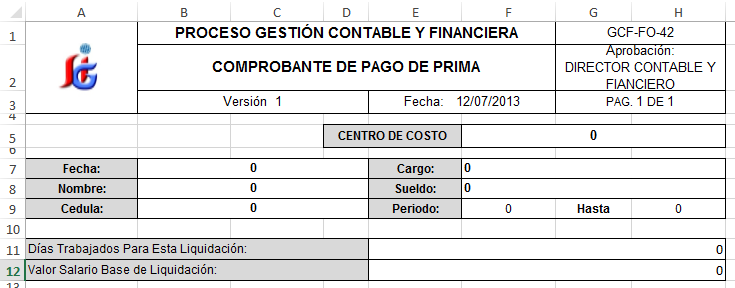 A B C D E F G H
1 PROCESO GESTIÓN CONTABLE Y FINANCIERA GCF-FO-42
2 COMPROBANTE DE PAGO DE PRIMA Aprobación:
DIRECTOR CONTABLE Y
FIANCIERO
3 Versión 1 Fecha: 12/07/2013 PAG. 1 DE 1
4
5 CENTRO DE COSTO 0
6
7 Fecha: 0 Cargo: 0
8 Nombre: 0 Sueldo: 0
9 Cedula: 0 Periodo: 0 Hasta 0
10
11 Días Trabajados Para Esta Liquidación: 0
12 Valor Salario Base de Liquidación: 0
13